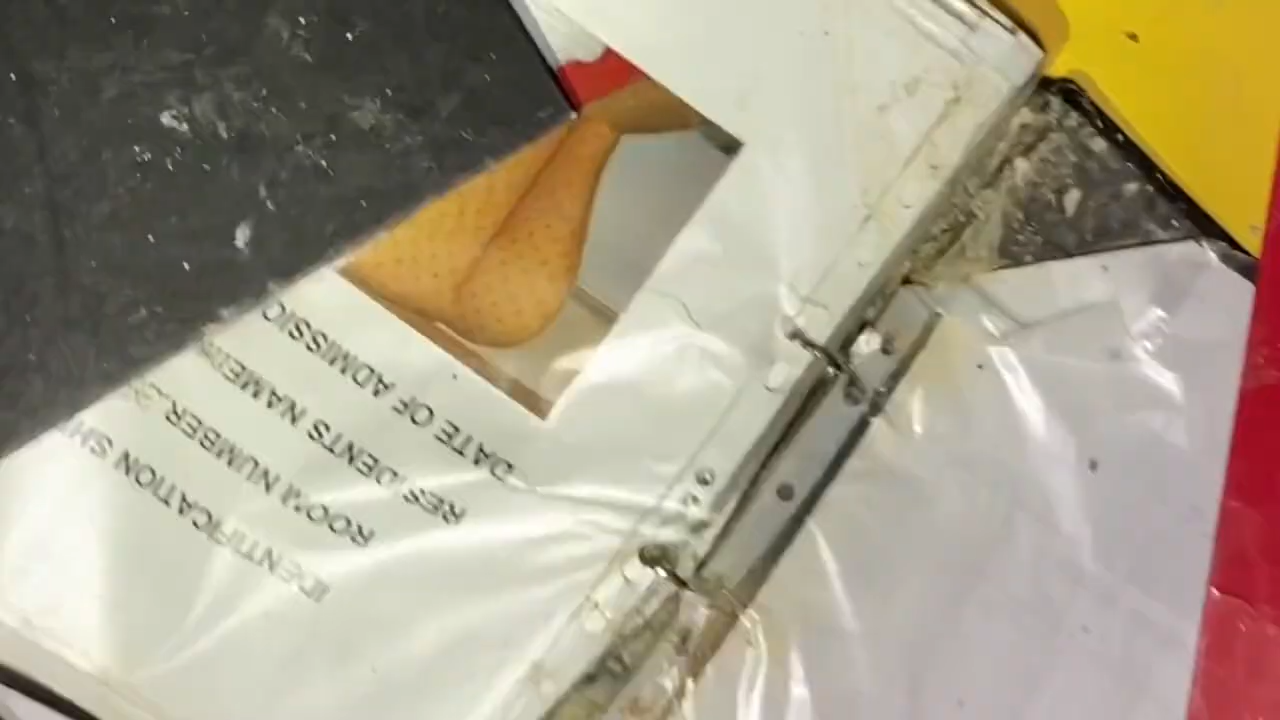 IDENTIFICATION SH
ROOM NUMBER
RESIDENTS NAME
DATE OF ADMISSIO